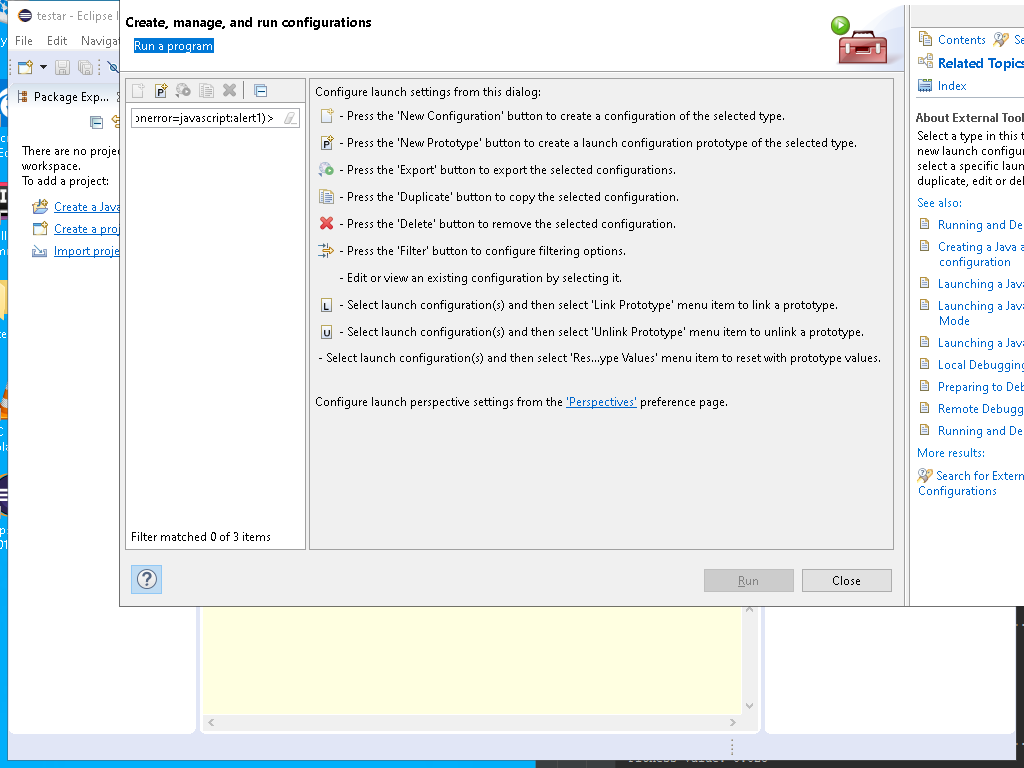 testar - Eclipse
Create, manage, and run configurations
Run a program
File Edit Naviga
Package Exp...
There are no proje
workspace.
To add a project:
Create a Java
Create a proj
Import proje
onerror=javascript:alert1)>
Filter matched 0 of 3 items
Configure launch settings from this dialog:
- Press the 'New Configuration' button to create a configuration of the selected type.
- Press the 'New Prototype' button to create a launch configuration prototype of the selected type.
- Press the 'Export' button to export the selected configurations.
- Press the 'Duplicate' button to copy the selected configuration.
- Press the 'Delete' button to remove the selected configuration.
- Press the 'Filter' button to configure filtering options.
- Edit or view an existing configuration by selecting it.
- Select launch configuration(s) and then select 'Link Prototype' menu item to link a prototype.
- Select launch configuration(s) and then select 'Unlink Prototype' menu item to unlink a prototype.
- Select launch configuration(s) and then select 'Res...ype Values' menu item to reset with prototype values.
Configure launch perspective settings from the 'Perspectives' preference page.
Run Close
Contents Se
Related Topics
Index
About External Tool
Select a type in this t
new launch configu
select a specific laun
duplicate, edit or del
See also:
Running and De
Creating a Java a
configuration
Launching a Java
Launching a Java
Mode
Launching a Java
Local Debugging
Preparing to Deb
Remote Debugg
Running and De
More results:
Search for Extern
Configurations